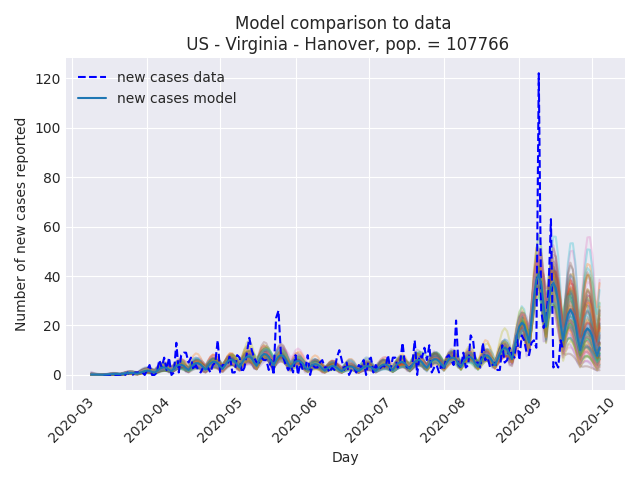 Model comparison to data
US - Virginia - Hanover, pop. = 107766
new cases data
new cases model
Number of new cases reported
120
100
80
60
40
20
0
2020-03
2020-04
2020-05
2020-06
2020-07
2020-08
2020-09
2020-10
Day